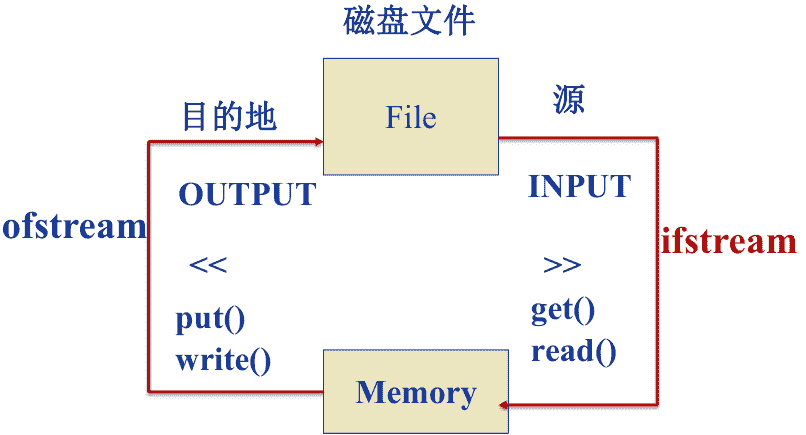 磁盘文件
File
目的地
源
OUTPUT
INPUT
ofstream
ifstream
<<
>>
put()
get()
write()
read()
Memory